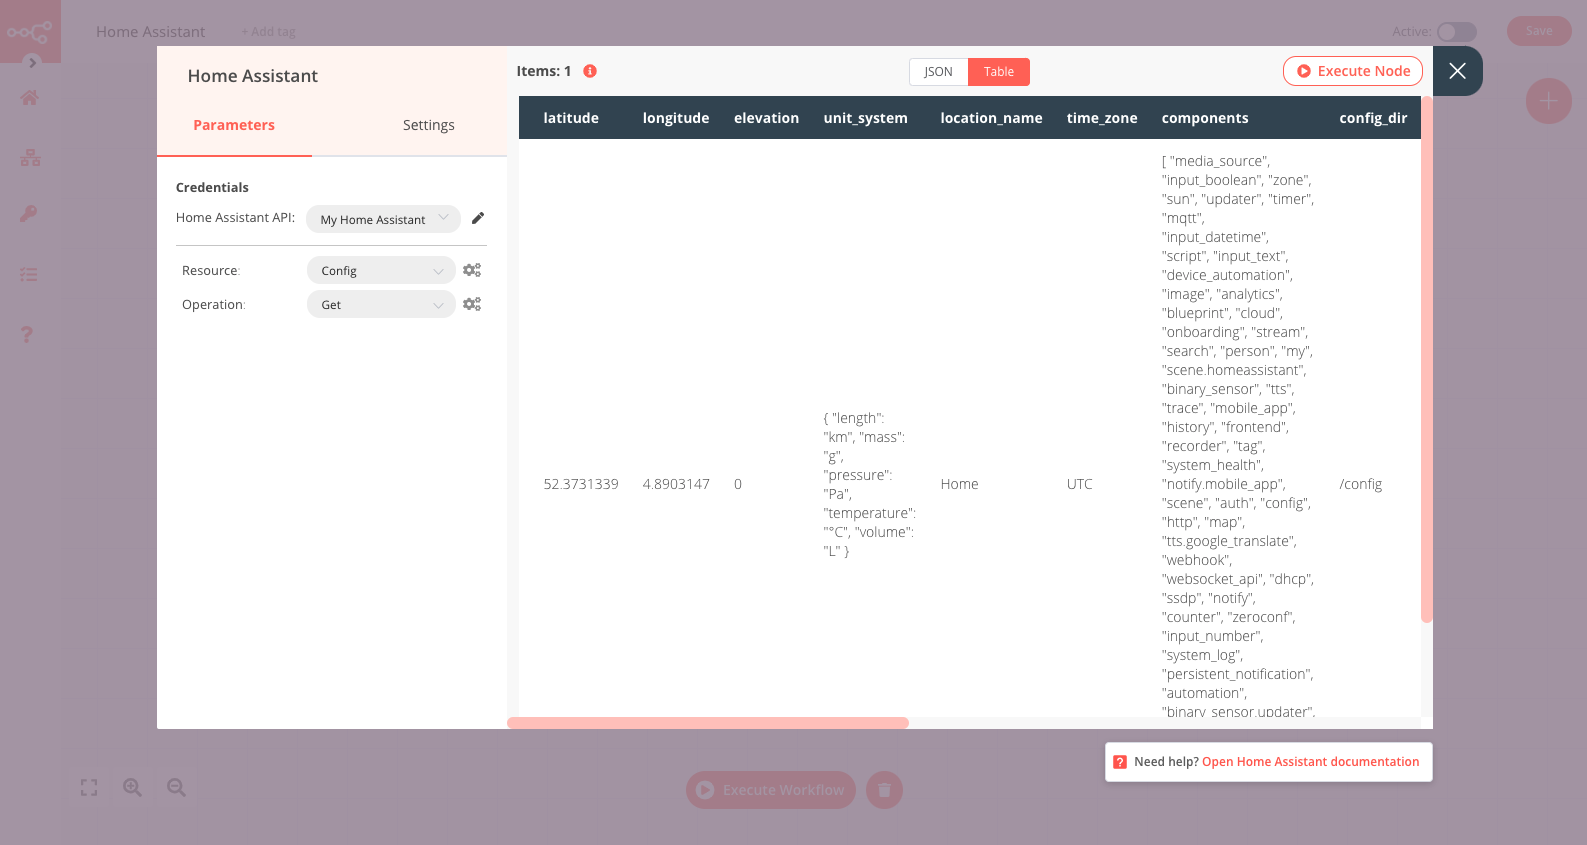 Home Assistant
+ Add tag
Active:
Save
Home Assistant
Parameters
Settings
Credentials
Home Assistant API:
My Home Assistant
Resource:
Config
Operation:
Get
Items: 1
JSON
Table
Execute Node
latitude
longitude
elevation
unit_system
location_name
time_zone
components
config_dir
52.3731339
4.8903147
0
{ "length":
"km", "mass":
"g",
"pressure":
"Pa",
"temperature":
"°C", "volume":
"L" }
Home
UTC
[ "media_source",
"input_boolean", "zone",
"sun", "updater", "timer",
"mqtt",
"input_datetime",
"script", "input_text",
"device_automation",
"image", "analytics",
"blueprint", "cloud",
"onboarding", "stream",
"search", "person", "my",
"scene.homeassistant",
"binary_sensor", "tts",
"trace", "mobile_app",
"history", "frontend",
"recorder", "tag",
"system_health",
"notify.mobile_app",
"scene", "auth", "config",
"http", "map",
"tts.google_translate",
"webhook",
"websocket_api", "dhcp",
"ssdp", "notify",
"counter", "zeroconf",
"input_number",
"system_log",
"persistent_notification",
"automation",
"binary_sensor.updater",
/config
Need help? Open Home Assistant documentation
Execute Workflow